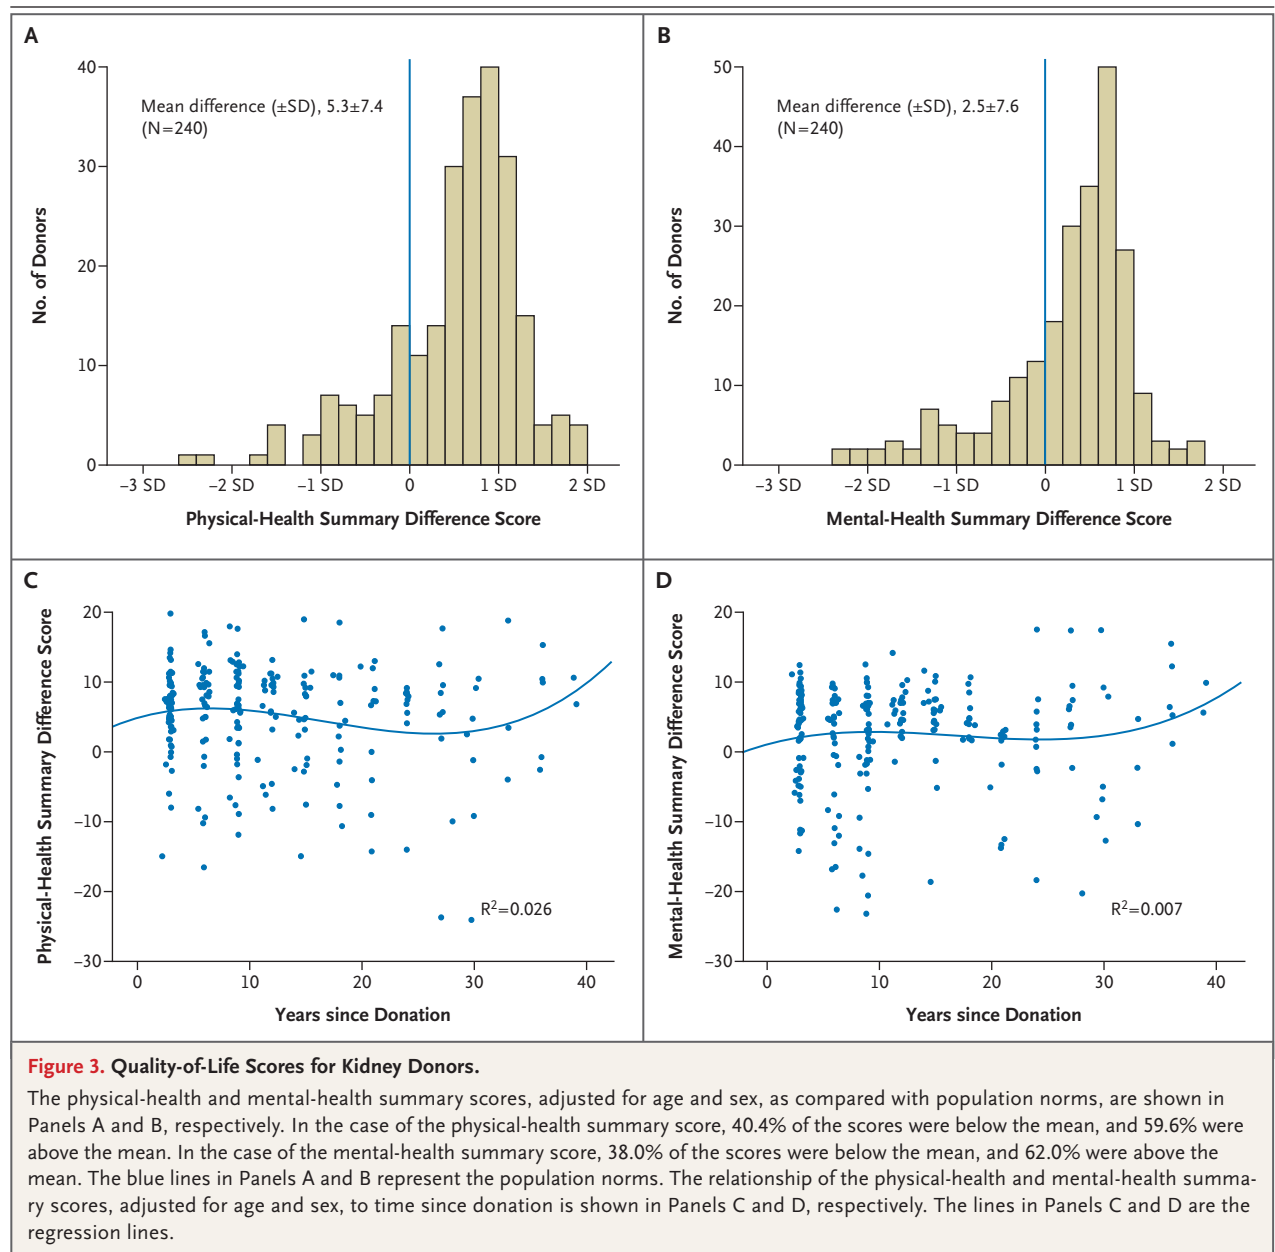 A
40
30
20
10
0
Mean difference (±SD), 5.3±7.4
(N=240)
No. of Donors
−3 SD −2 SD −1 SD 0 1 SD 2 SD
Physical-Health Summary Difference Score
B
50
40
30
20
10
0
Mean difference (±SD), 2.5±7.6
(N=240)
No. of Donors
−3 SD −2 SD −1 SD 0 1 SD 2 SD
Mental-Health Summary Difference Score
C
20
10
0
−10
−20
−30
Physical-Health Summary Difference Score
R²=0.026
0 10 20 30 40
Years since Donation
D
20
10
0
−10
−20
−30
Mental-Health Summary Difference Score
R²=0.007
0 10 20 30 40
Years since Donation
Figure 3. Quality-of-Life Scores for Kidney Donors.
The physical-health and mental-health summary scores, adjusted for age and sex, as compared with population norms, are shown in
Panels A and B, respectively. In the case of the physical-health summary score, 40.4% of the scores were below the mean, and 59.6% were
above the mean. In the case of the mental-health summary score, 38.0% of the scores were below the mean, and 62.0% were above the
mean. The blue lines in Panels A and B represent the population norms. The relationship of the physical-health and mental-health summa-
ry scores, adjusted for age and sex, to time since donation is shown in Panels C and D, respectively. The lines in Panels C and D are the
regression lines.